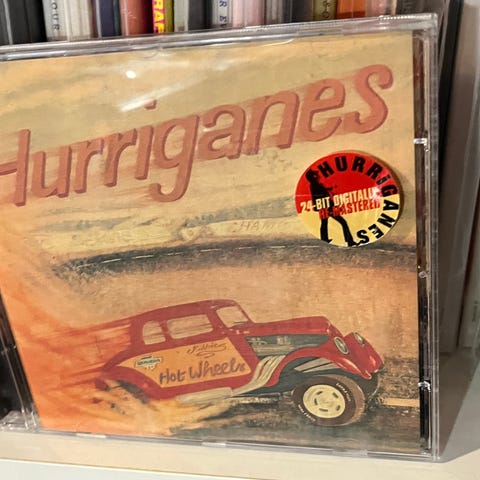 Hurriganes
HURRiGANES
24-BIT DIGITALLY
RE-MASTERED
Hot Wheels